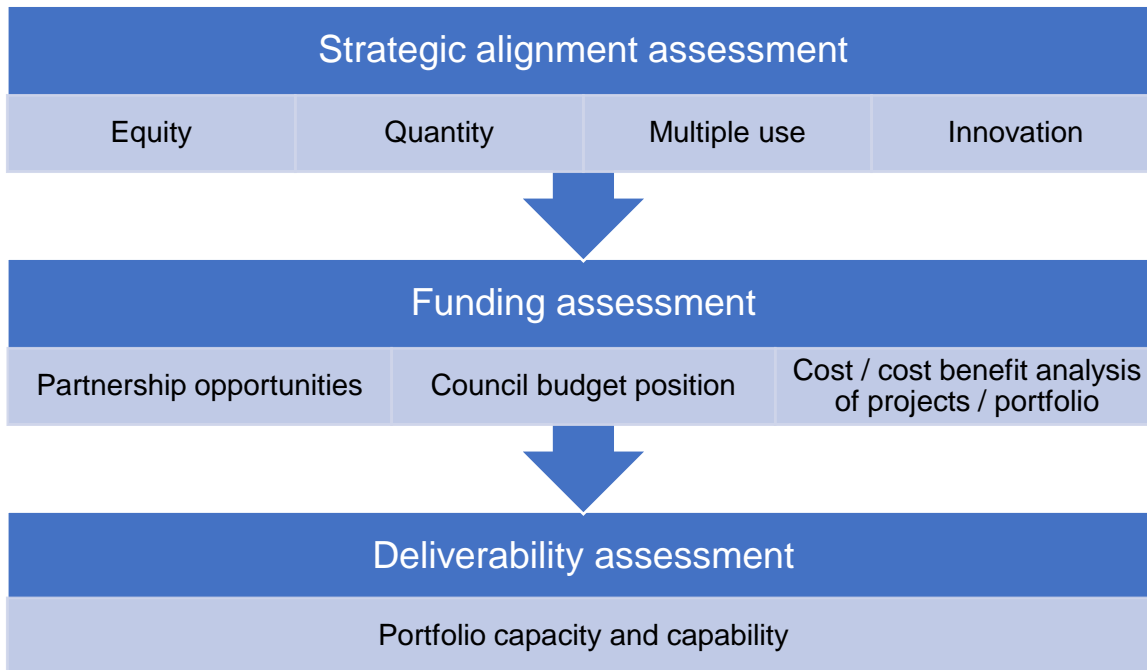 Strategic alignment assessment
Equity
Quantity
Multiple use
Innovation
Funding assessment
Partnership opportunities
Council budget position
Cost / cost benefit analysis
of projects / portfolio
Deliverability assessment
Portfolio capacity and capability